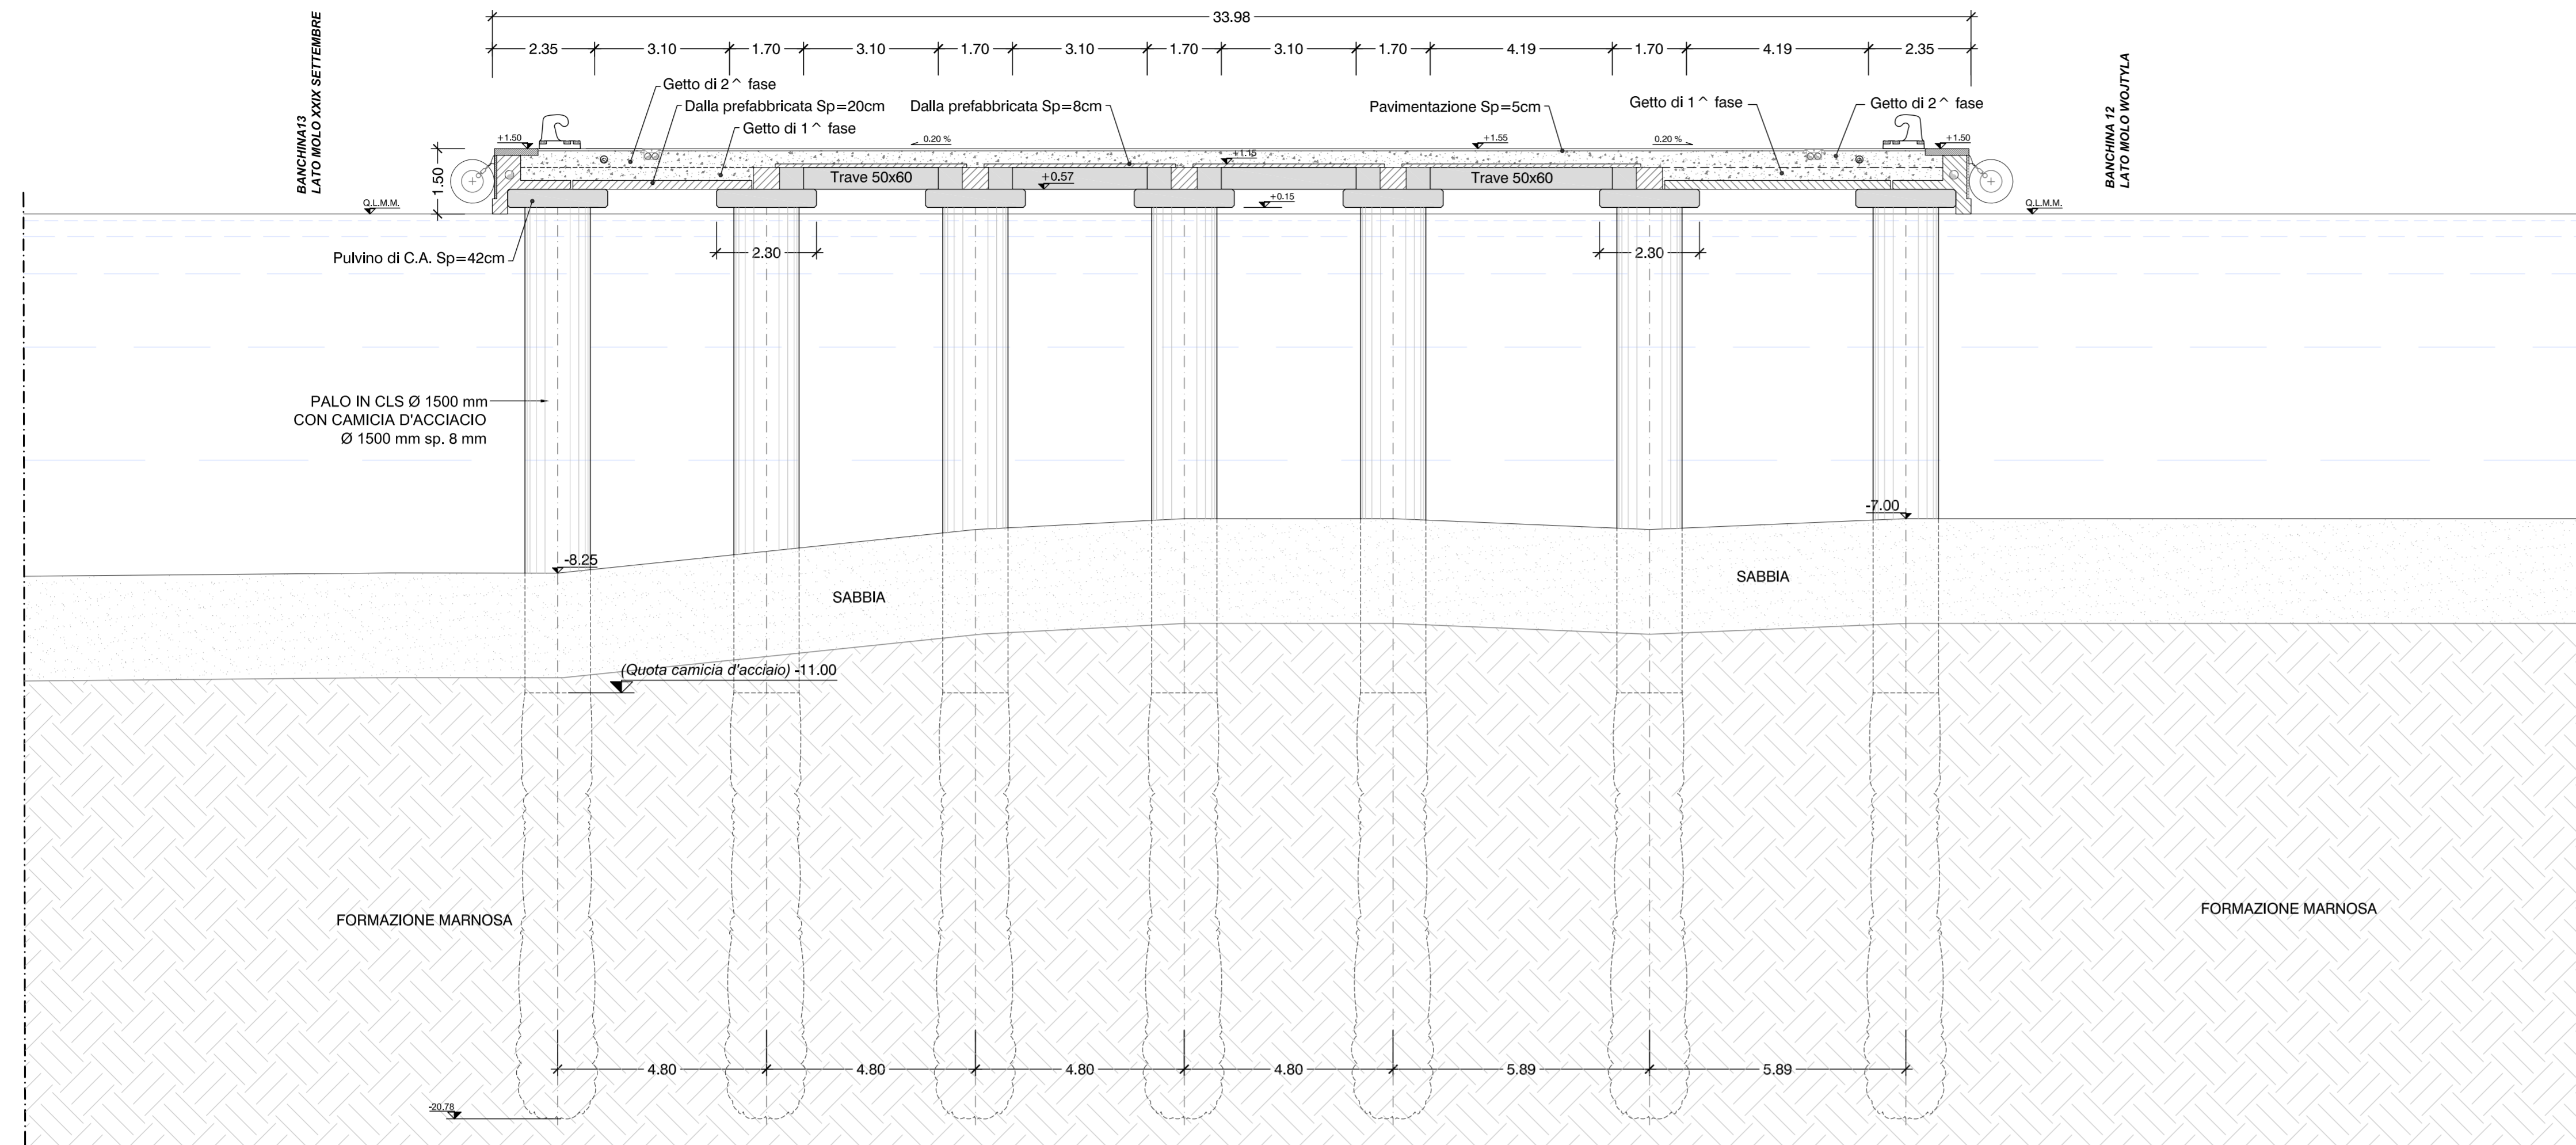 33.98
2.35 3.10 1.70 3.10 1.70 3.10 1.70 3.10 1.70 4.19 1.70 4.19 2.35
BANCHINA13
LATO MOLO XXIX SETTEMBRE
BANCHINA 12
LATO MOLO WOJTYLA
Getto di 2^ fase
Dalla prefabbricata Sp=20cm
Getto di 1^ fase
Dalla prefabbricata Sp=8cm
Pavimentazione Sp=5cm
Getto di 1^ fase
Getto di 2^ fase
+1.50
0.20 %
+1.55
0.20 %
+1.50
+1.15
1.50
Trave 50x60
+0.57
Trave 50x60
+0.15
Q.L.M.M.
Q.L.M.M.
Pulvino di C.A. Sp=42cm
2.30
2.30
PALO IN CLS Ø 1500 mm
CON CAMICIA D'ACCIACIO
Ø 1500 mm sp. 8 mm
-7.00
-8.25
SABBIA
SABBIA
(Quota camicia d'acciaio) -11.00
FORMAZIONE MARNOSA
FORMAZIONE MARNOSA
4.80 4.80 4.80 4.80 5.89 5.89
-20.78